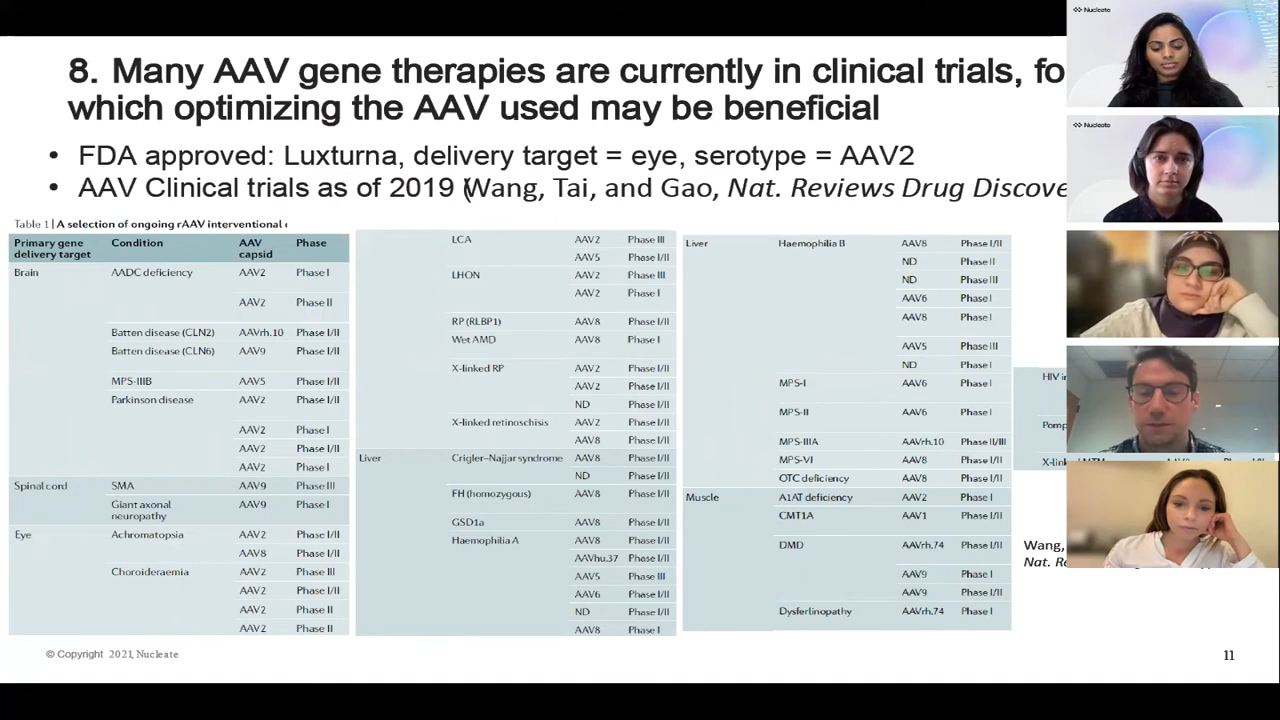 8. Many AAV gene therapies are currently in clinical trials, fo
which optimizing the AAV used may be beneficial
• FDA approved: Luxturna, delivery target = eye, serotype = AAV2
• AAV Clinical trials as of 2019 (Wang, Tai, and Gao, Nat. Reviews Drug Discove
Table 1 | A selection of ongoing rAAV interventional
Primary gene delivery target Condition AAV capsid Phase
Brain AADC deficiency AAV2 Phase I
AAV2 Phase II
Batten disease (CLN2) AAVrh.10 Phase I/II
Batten disease (CLN6) AAV9 Phase I/II
MPS-IIIB AAV5 Phase I/II
Parkinson disease AAV2 Phase I/II
AAV2 Phase I
AAV2 Phase I/II
AAV2 Phase I
Spinal cord SMA AAV9 Phase III
Giant axonal neuropathy AAV9 Phase I
Eye Achromatopsia AAV2 Phase I/II
AAV8 Phase I/II
Choroideraemia AAV2 Phase III
AAV2 Phase I/II
AAV2 Phase II
AAV2 Phase II
LCA AAV2 Phase III
AAV5 Phase I/II
LHON AAV2 Phase III
AAV2 Phase I
RP (RLBP1) AAV8 Phase I/II
Wet AMD AAV8 Phase I
X-linked RP AAV2 Phase I/II
AAV2 Phase I/II
ND Phase I/II
X-linked retinoschisis AAV2 Phase I/II
AAV8 Phase I/II
Liver Crigler–Najjar syndrome AAV8 Phase I/II
ND Phase I/II
FH (homozygous) AAV8 Phase I/II
GSD1a AAV8 Phase I/II
Haemophilia A AAV8 Phase I/II
AAVhu.37 Phase I/II
AAV5 Phase III
AAV6 Phase I/II
ND Phase I/II
AAV8 Phase I
Liver Haemophilia B AAV8 Phase I/II
ND Phase II
ND Phase III
AAV6 Phase I
AAV8 Phase I
AAV5 Phase III
ND Phase I
MPS-I AAV6 Phase I
MPS-II AAV6 Phase I
MPS-IIIA AAVrh.10 Phase II/III
MPS-VI AAV8 Phase I/II
OTC deficiency AAV8 Phase I/II
Muscle A1AT deficiency AAV2 Phase I
CMT1A AAV1 Phase I/II
DMD AAVrh.74 Phase I/II
AAV9 Phase I
AAV9 Phase I/II
Dysferlinopathy AAVrh.74 Phase I
HIV in
Pomp
X-link
Wang,
Nat. Re
© Copyright 2021, Nucleate
11
Nucleate
Nucleate